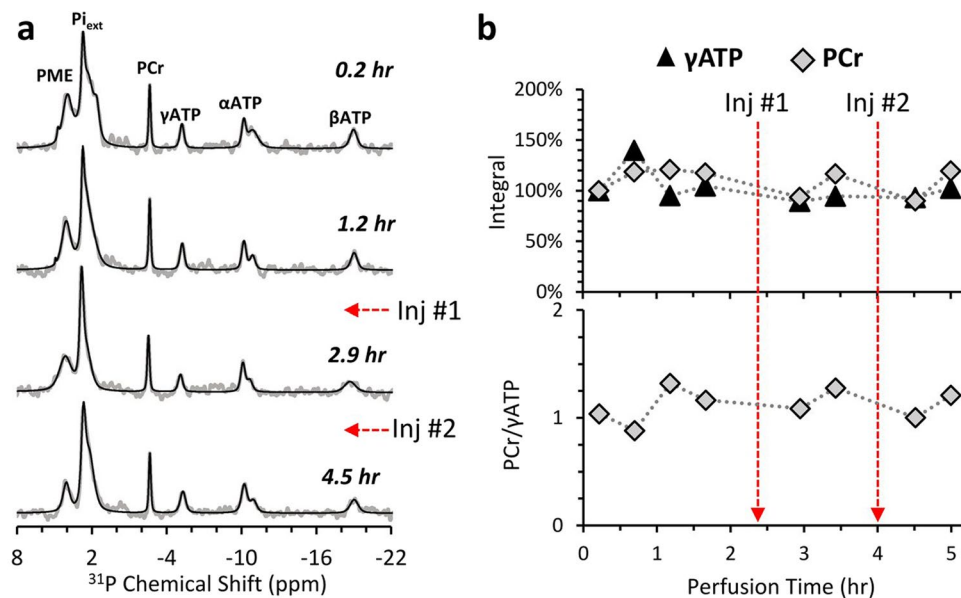 a
Pi_ext
PME
PCr
γATP
αATP
βATP
0.2 hr
1.2 hr
Inj #1
2.9 hr
Inj #2
4.5 hr
8 2 -4 -10 -16 -22
³¹P Chemical Shift (ppm)
b
γATP PCr
Inj #1 Inj #2
200%
150%
100%
50%
0%
Integral
2
1
0
PCr/γATP
0 1 2 3 4 5
Perfusion Time (hr)